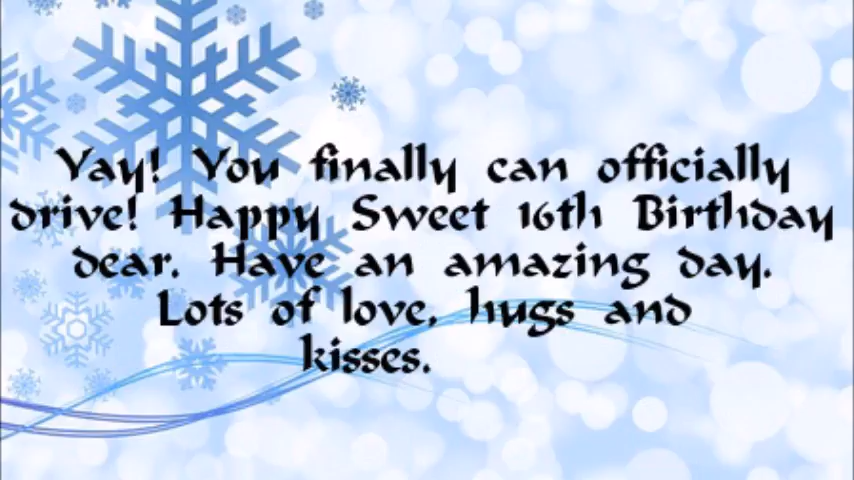 Yay! You finally can officially
drive! Happy Sweet 16th Birthday
dear. Have an amazing day.
Lots of love, hugs and
kisses.